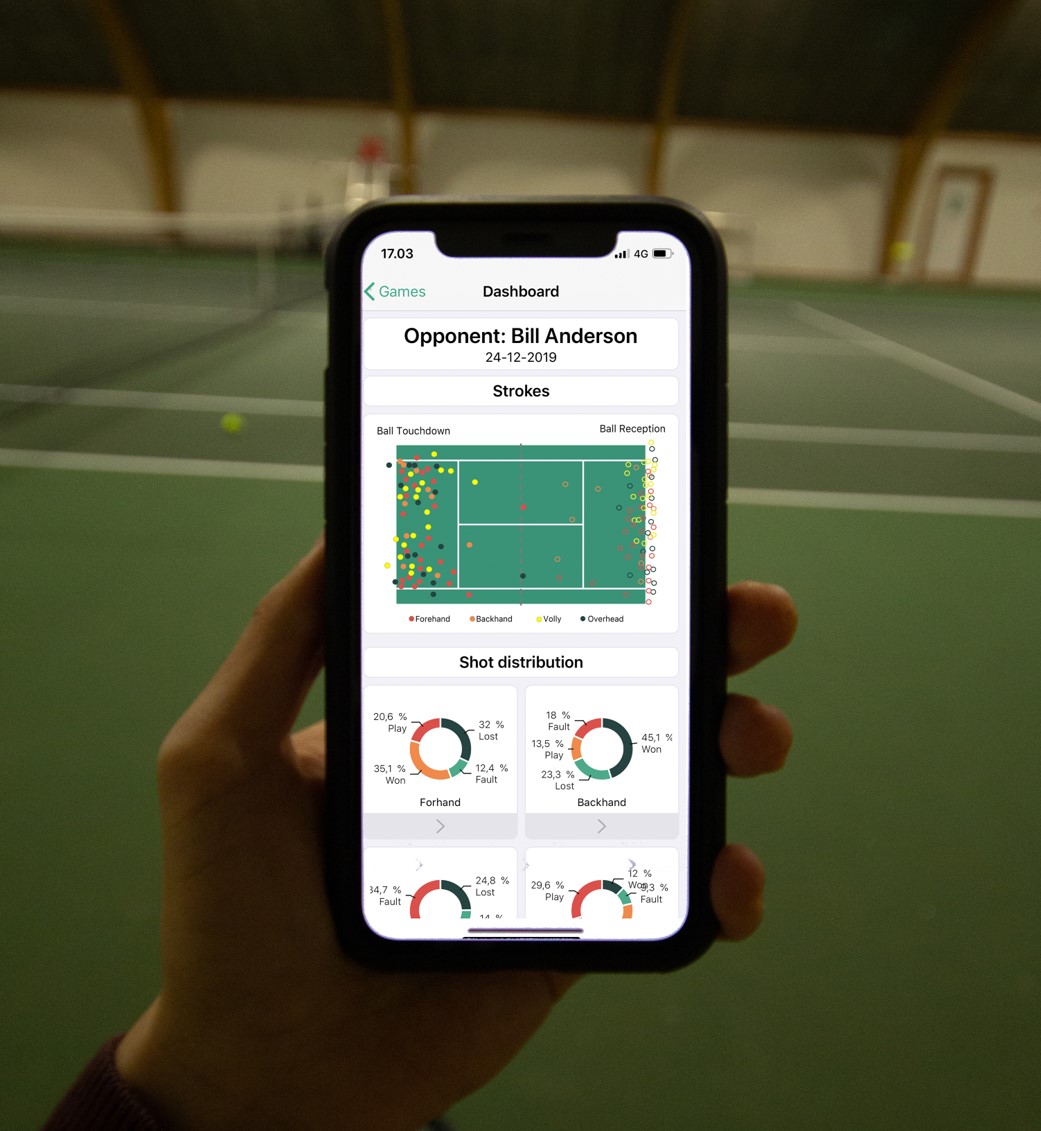 17.03
4G
Games
Dashboard
Opponent: Bill Anderson
24-12-2019
Strokes
Ball Touchdown
Ball Reception
Forehand
Backhand
Volly
Overhead
Shot distribution
20,6 %
Play
32 %
Lost
35,1 %
Won
12,4 %
Fault
Forhand
18 %
Fault
45,1 %
Won
13,5 %
Play
23,3 %
Lost
Backhand
34,7 %
Fault
24,8 %
Lost
14 %
29,6 %
Play
12 %
Won
9,3 %
Fault